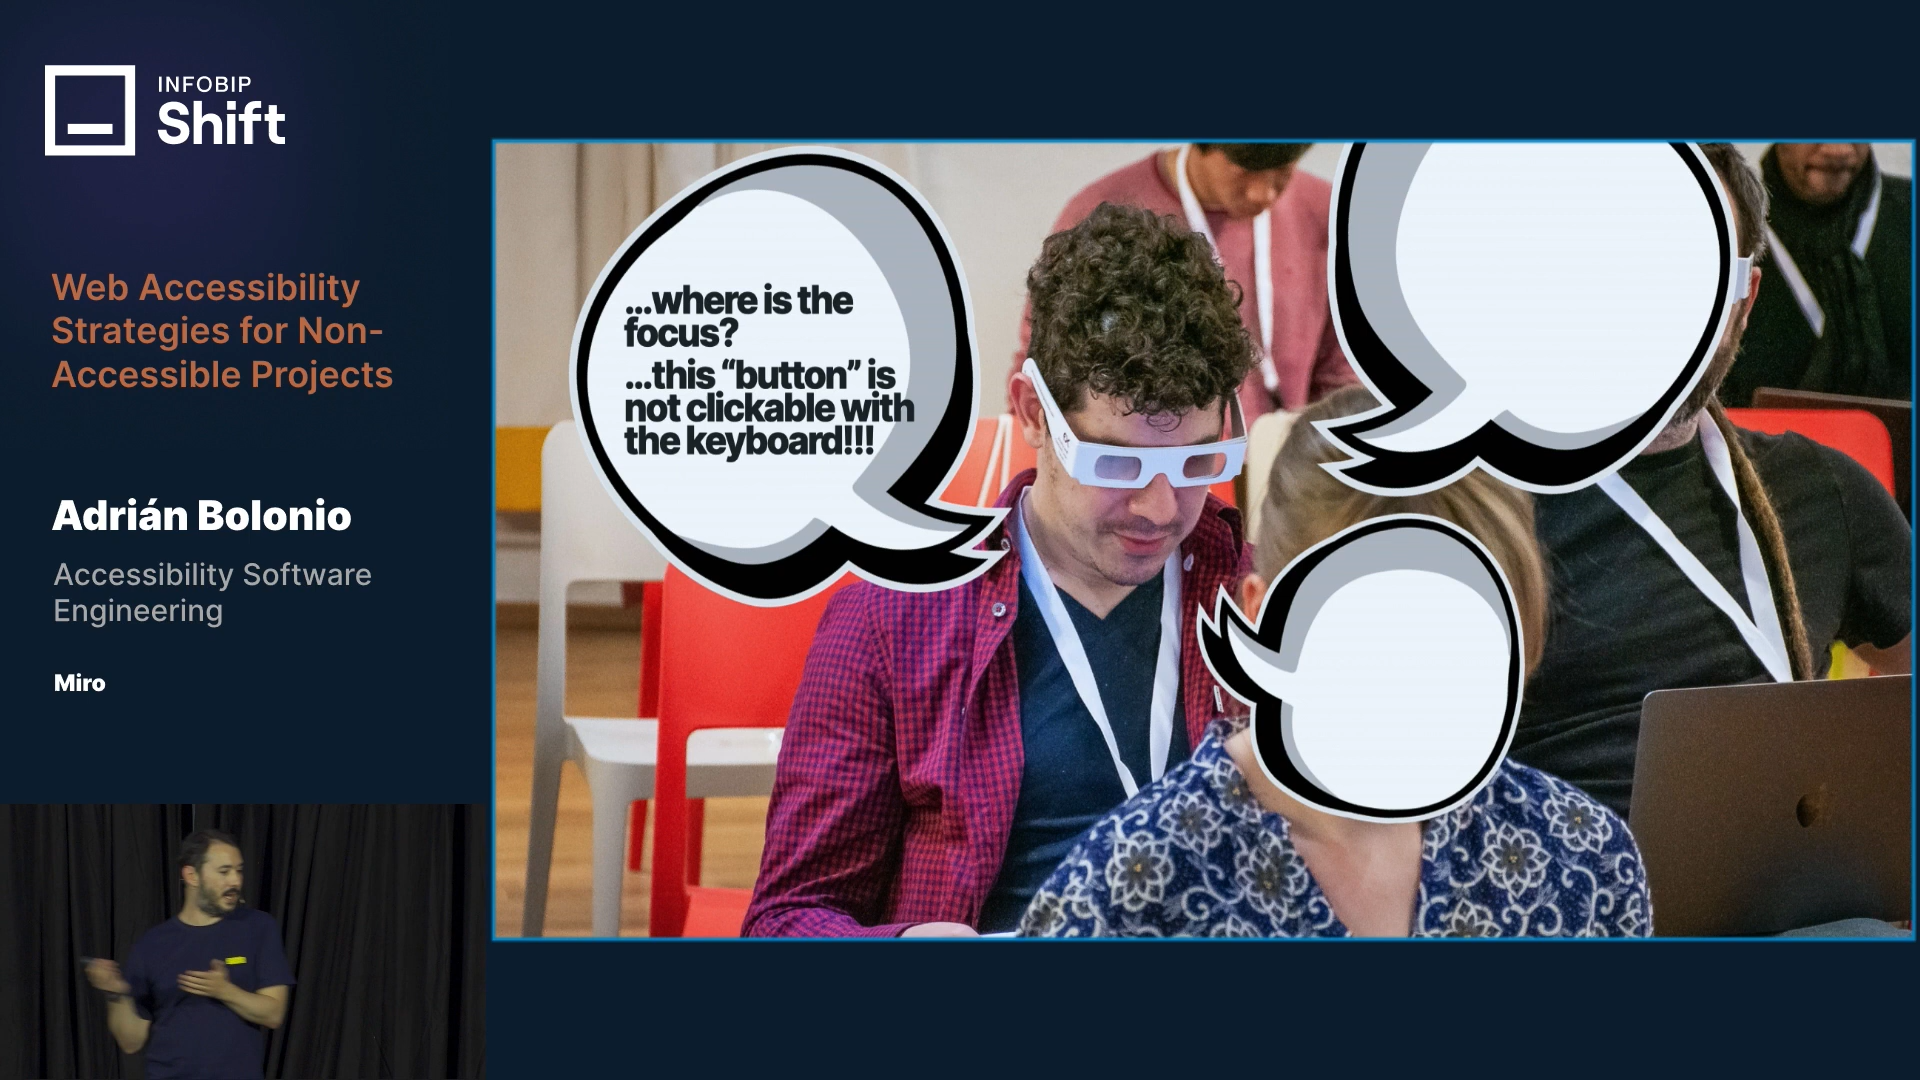 INFOBIP
Shift
Web Accessibility
Strategies for Non-
Accessible Projects
Adrián Bolonio
Accessibility Software
Engineering
Miro
...where is the
focus?
...this “button” is
not clickable with
the keyboard!!!